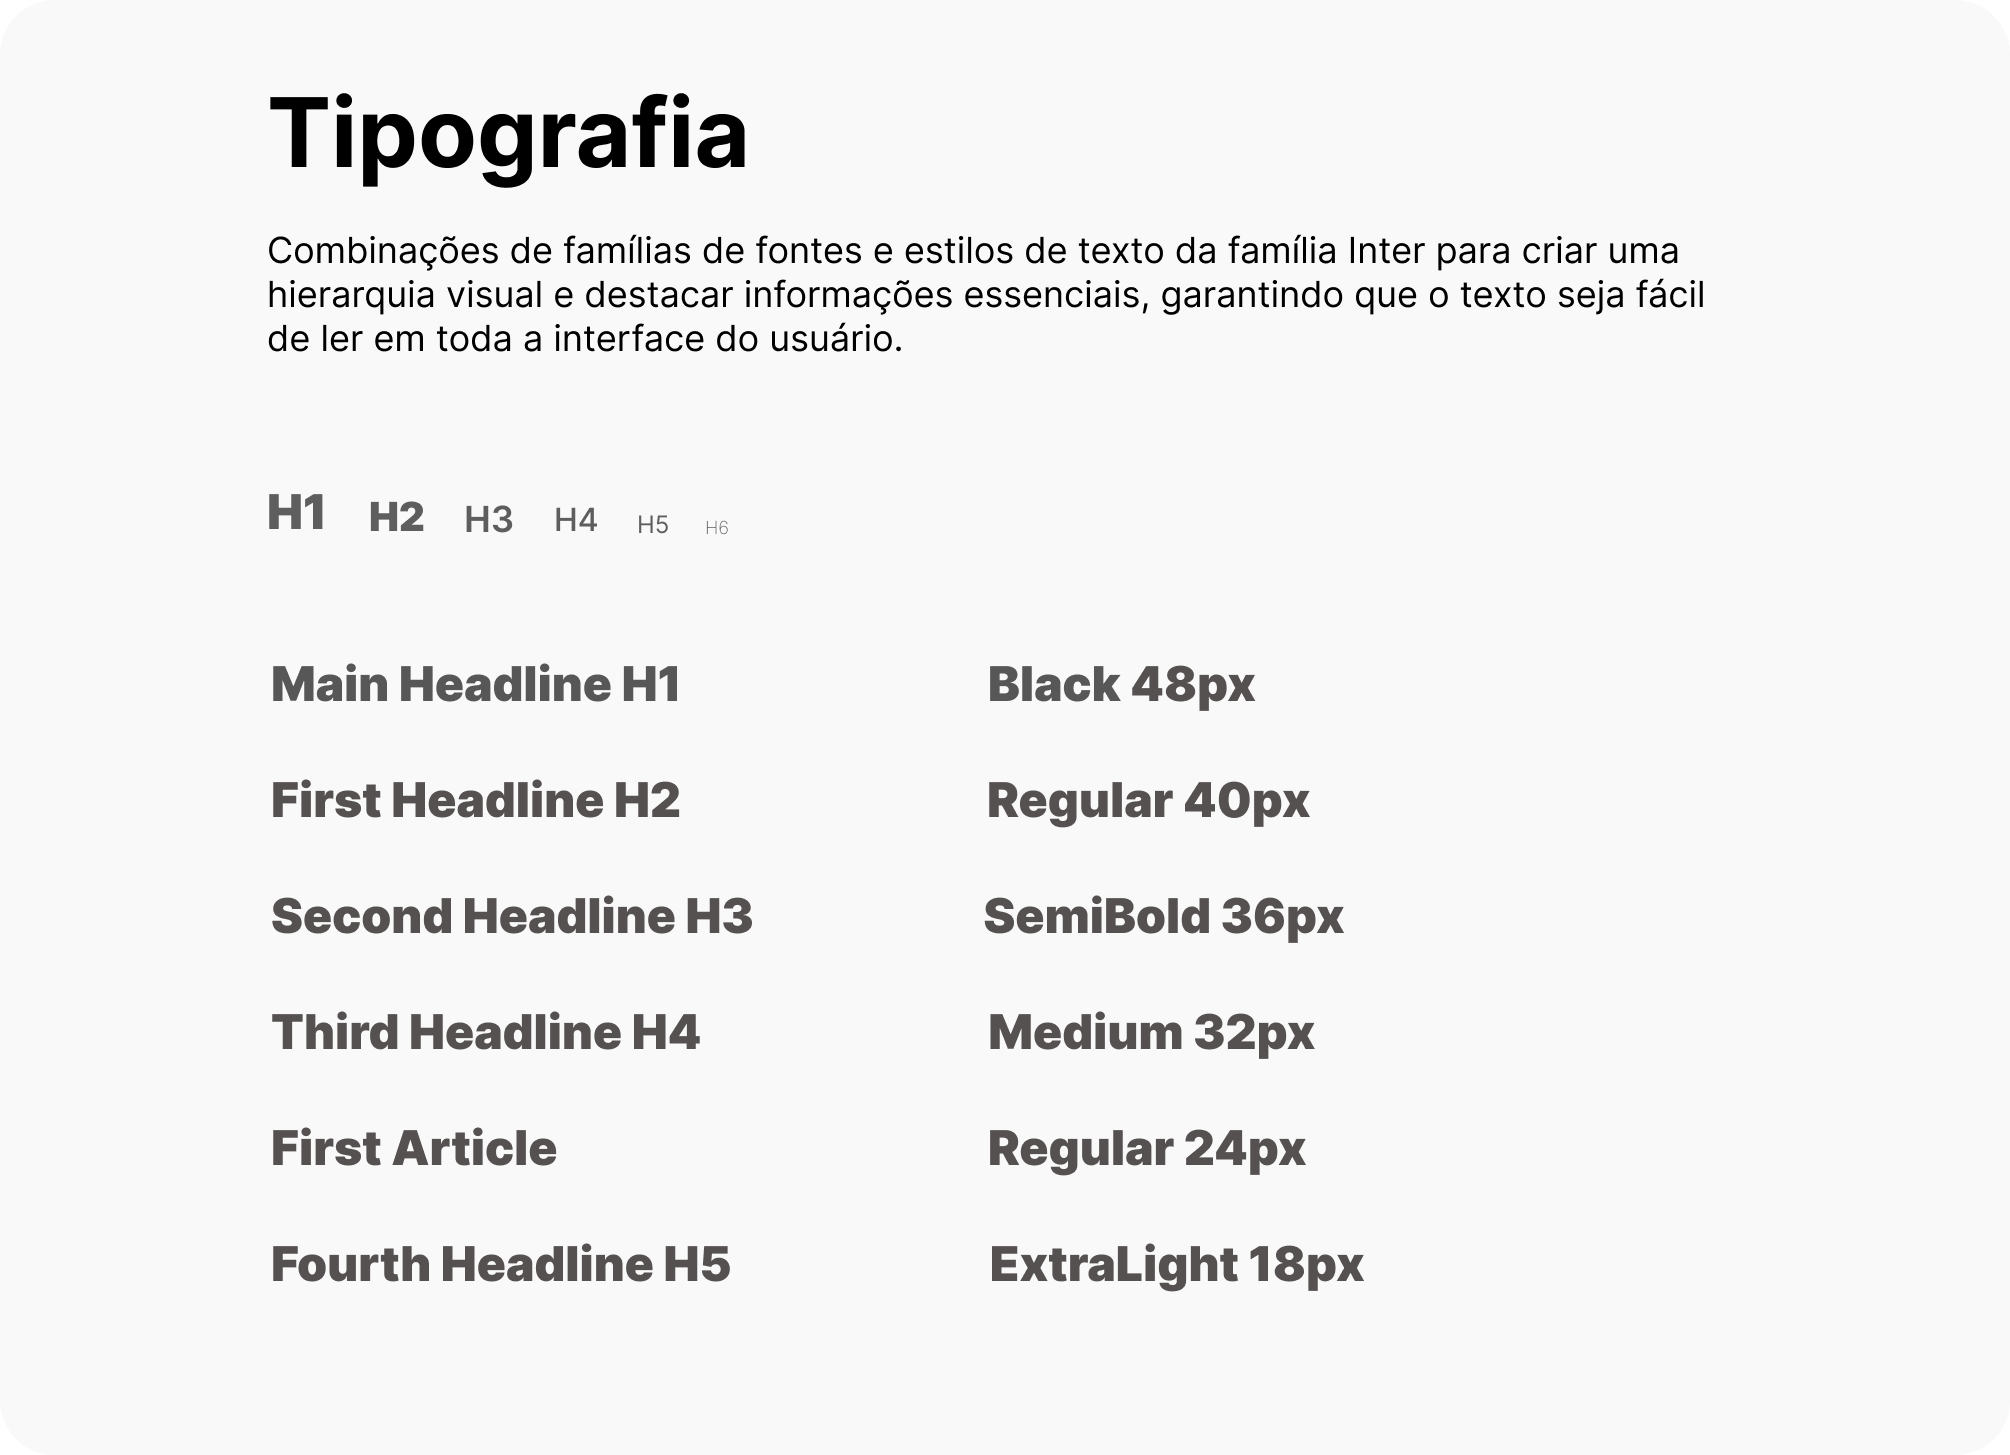 Tipografia
Combinações de famílias de fontes e estilos de texto da família Inter para criar uma
hierarquia visual e destacar informações essenciais, garantindo que o texto seja fácil
de ler em toda a interface do usuário.
H1 H2 H3 H4 H5 H6
Main Headline H1 Black 48px
First Headline H2 Regular 40px
Second Headline H3 SemiBold 36px
Third Headline H4 Medium 32px
First Article Regular 24px
Fourth Headline H5 ExtraLight 18px